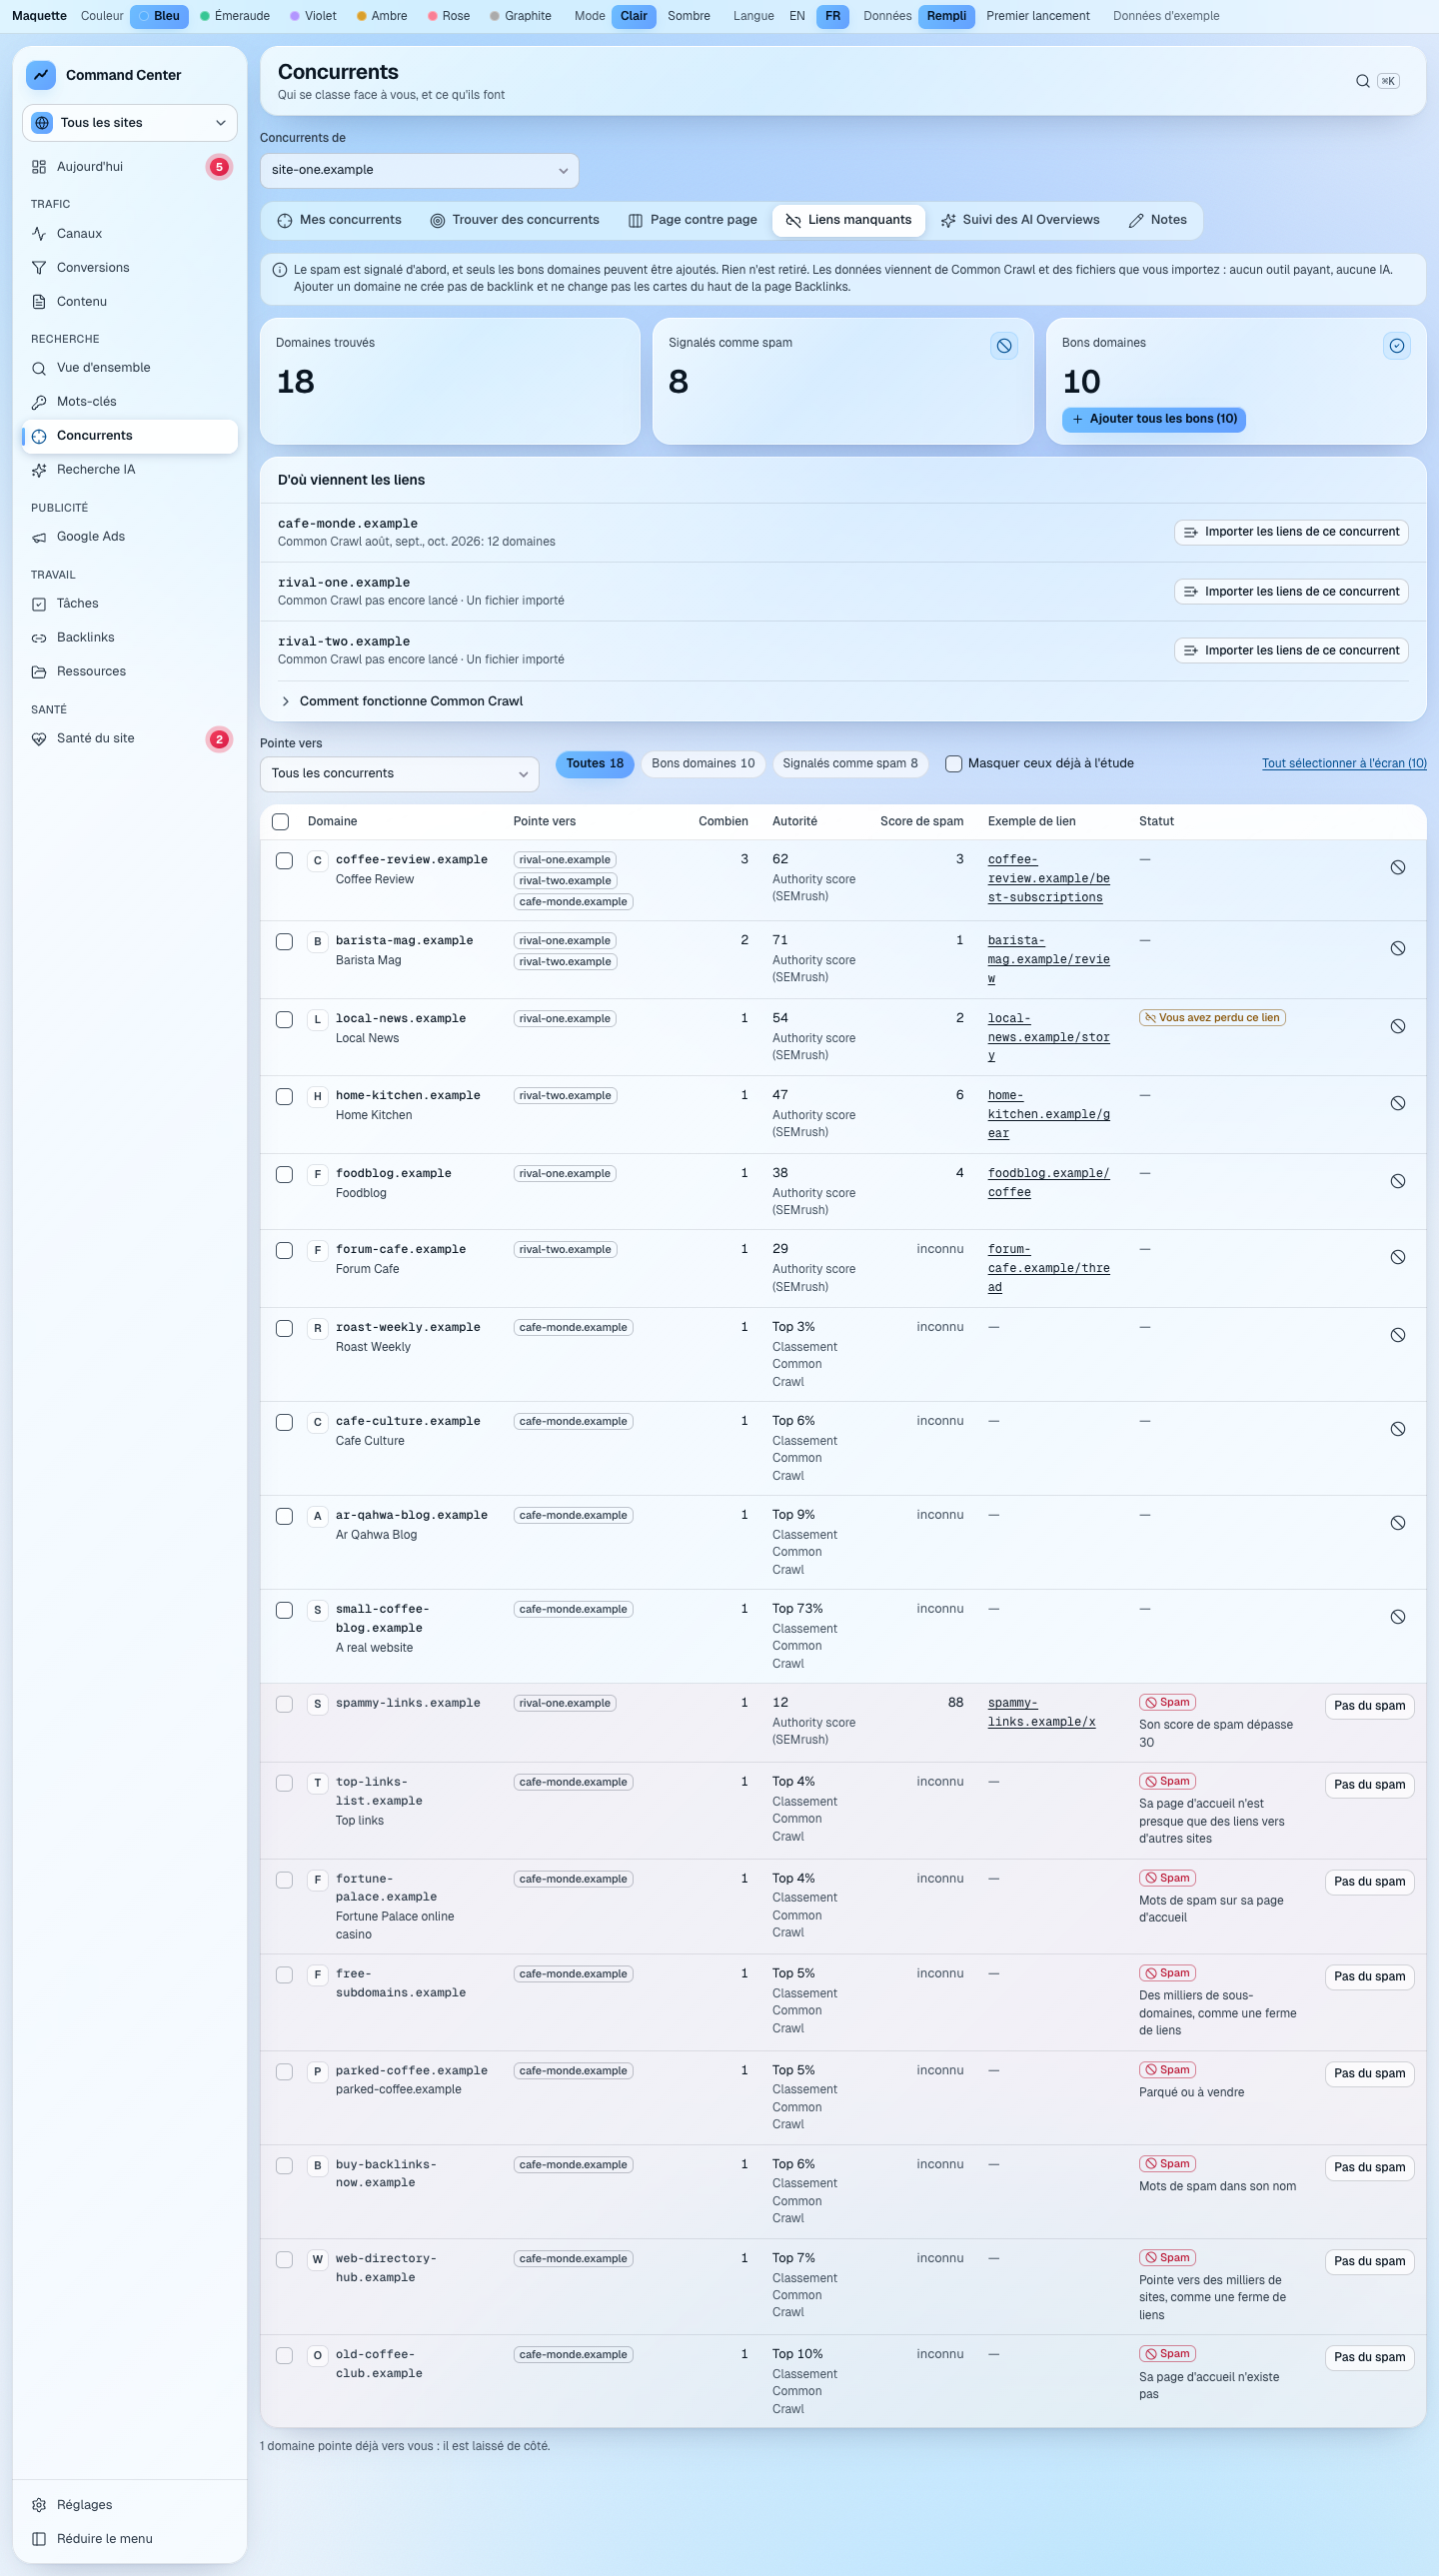 Maquette Couleur Bleu Émeraude Violet Ambre Rose Graphite Mode Clair Sombre Langue EN FR Données Rempli Premier lancement Données d'exemple
Command Center
Tous les sites
Aujourd'hui 5
TRAFIC
Canaux
Conversions
Contenu
RECHERCHE
Vue d'ensemble
Mots-clés
Concurrents
Recherche IA
PUBLICITÉ
Google Ads
TRAVAIL
Tâches
Backlinks
Ressources
SANTÉ
Santé du site 2
Réglages
Réduire le menu
Concurrents
Qui se classe face à vous, et ce qu'ils font
⌘K
Concurrents de
site-one.example
Mes concurrents Trouver des concurrents Page contre page Liens manquants Suivi des AI Overviews Notes
Le spam est signalé d'abord, et seuls les bons domaines peuvent être ajoutés. Rien n'est retiré. Les données viennent de Common Crawl et des fichiers que vous importez : aucun outil payant, aucune IA.
Ajouter un domaine ne crée pas de backlink et ne change pas les cartes du haut de la page Backlinks.
Domaines trouvés
18
Signalés comme spam
8
Bons domaines
10
Ajouter tous les bons (10)
D'où viennent les liens
cafe-monde.example
Common Crawl août, sept., oct. 2026: 12 domaines
Importer les liens de ce concurrent
rival-one.example
Common Crawl pas encore lancé · Un fichier importé
Importer les liens de ce concurrent
rival-two.example
Common Crawl pas encore lancé · Un fichier importé
Importer les liens de ce concurrent
Comment fonctionne Common Crawl
Pointe vers
Tous les concurrents
Toutes 18 Bons domaines 10 Signalés comme spam 8 Masquer ceux déjà à l'étude Tout sélectionner à l'écran (10)
Domaine Pointe vers Combien Autorité Score de spam Exemple de lien Statut
C coffee-review.example rival-one.example 3 62 3 coffee-
Coffee Review rival-two.example Authority score review.example/be
cafe-monde.example (SEMrush) st-subscriptions —
B barista-mag.example rival-one.example 2 71 1 barista- —
Barista Mag rival-two.example Authority score mag.example/revie
(SEMrush) w
L local-news.example rival-one.example 1 54 2 local- Vous avez perdu ce lien
Local News Authority score news.example/stor
(SEMrush) y
H home-kitchen.example rival-two.example 1 47 6 home- —
Home Kitchen Authority score kitchen.example/g
(SEMrush) ear
F foodblog.example rival-one.example 1 38 4 foodblog.example/ —
Foodblog Authority score coffee
(SEMrush)
F forum-cafe.example rival-two.example 1 29 inconnu forum- —
Forum Cafe Authority score cafe.example/thre
(SEMrush) ad
R roast-weekly.example cafe-monde.example 1 Top 3% inconnu — —
Roast Weekly Classement
Common
Crawl
C cafe-culture.example cafe-monde.example 1 Top 6% inconnu — —
Cafe Culture Classement
Common
Crawl
A ar-qahwa-blog.example cafe-monde.example 1 Top 9% inconnu — —
Ar Qahwa Blog Classement
Common
Crawl
S small-coffee- cafe-monde.example 1 Top 73% inconnu — —
blog.example Classement
A real website Common
Crawl
S spammy-links.example rival-one.example 1 12 88 spammy- Spam Pas du spam
Authority score links.example/x Son score de spam dépasse
(SEMrush) 30
T top-links- cafe-monde.example 1 Top 4% inconnu — Spam Pas du spam
list.example Classement Sa page d'accueil n'est
Top links Common presque que des liens vers
Crawl d'autres sites
F fortune- cafe-monde.example 1 Top 4% inconnu — Spam Pas du spam
palace.example Classement Mots de spam sur sa page
Fortune Palace online Common d'accueil
casino Crawl
F free- cafe-monde.example 1 Top 5% inconnu — Spam Pas du spam
subdomains.example Classement Des milliers de sous-
Common domaines, comme une ferme
Crawl de liens
P parked-coffee.example cafe-monde.example 1 Top 5% inconnu — Spam Pas du spam
parked-coffee.example Classement Parqué ou à vendre
Common
Crawl
B buy-backlinks- cafe-monde.example 1 Top 6% inconnu — Spam Pas du spam
now.example Classement Mots de spam dans son nom
Common
Crawl
W web-directory- cafe-monde.example 1 Top 7% inconnu — Spam Pas du spam
hub.example Classement Pointe vers des milliers de
Common sites, comme une ferme de
Crawl liens
O old-coffee- cafe-monde.example 1 Top 10% inconnu — Spam Pas du spam
club.example Classement Sa page d'accueil n'existe
Common pas
Crawl
1 domaine pointe déjà vers vous : il est laissé de côté.